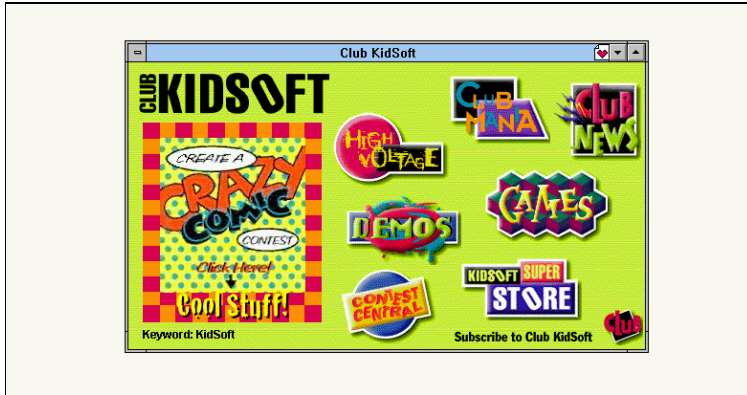 Club KidSoft
CLUB KIDSOFT
CREATE A
CRAZY
COMIC
CONTEST
Click Here!
Cool Stuff!
Keyword: KidSoft
HIGH
VOLTAGE
CLUB
MANA
CLUB
NEWS
DEMOS
GAMES
CONTEST
CENTRAL
KIDSOFT SUPER
STORE
Subscribe to Club KidSoft
Club